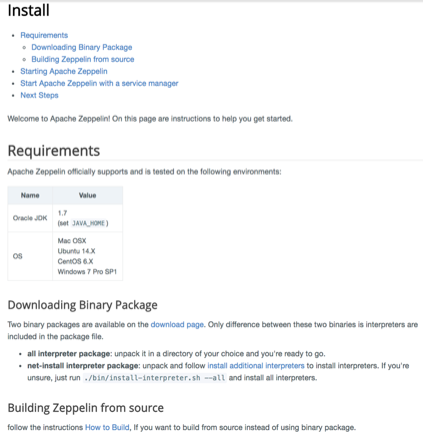 Install
Requirements
Downloading Binary Package
Building Zeppelin from source
Starting Apache Zeppelin
Start Apache Zeppelin with a service manager
Next Steps
Welcome to Apache Zeppelin! On this page are instructions to help you get started.
Requirements
Apache Zeppelin officially supports and is tested on the following environments:
Name Value
Oracle JDK 1.7
(set JAVA_HOME)
OS Mac OSX
Ubuntu 14.X
CentOS 6.X
Windows 7 Pro SP1
Downloading Binary Package
Two binary packages are available on the download page. Only difference between these two binaries is interpreters are
included in the package file.
all interpreter package: unpack it in a directory of your choice and you're ready to go.
net-install interpreter package: unpack and follow install additional interpreters to install interpreters. If you're
unsure, just run ./bin/install-interpreter.sh --all and install all interpreters.
Building Zeppelin from source
follow the instructions How to Build, If you want to build from source instead of using binary package.